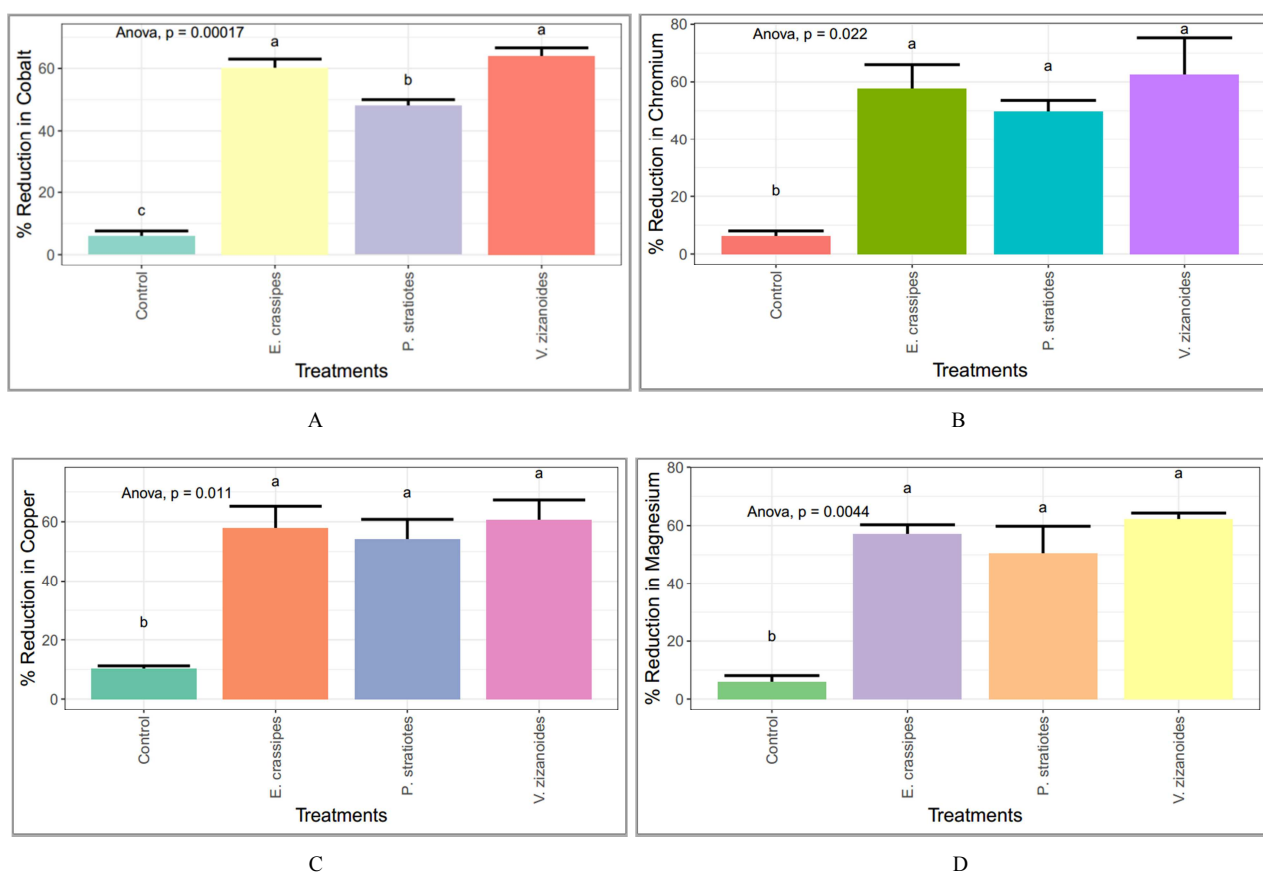 Anova, p = 0.00017
a
a
b
c
60
40
20
0
% Reduction in Cobalt
Control
E. crassipes
P. stratiotes
V. zizanoides
Treatments
A
Anova, p = 0.022
a
a
a
b
80
60
40
20
0
% Reduction in Chromium
Control
E. crassipes
P. stratiotes
V. zizanoides
Treatments
B
Anova, p = 0.011
a
a
a
b
60
40
20
0
% Reduction in Copper
Control
E. crassipes
P. stratiotes
V. zizanoides
Treatments
C
Anova, p = 0.0044
a
a
a
b
80
60
40
20
0
% Reduction in Magnesium
Control
E. crassipes
P. stratiotes
V. zizanoides
Treatments
D